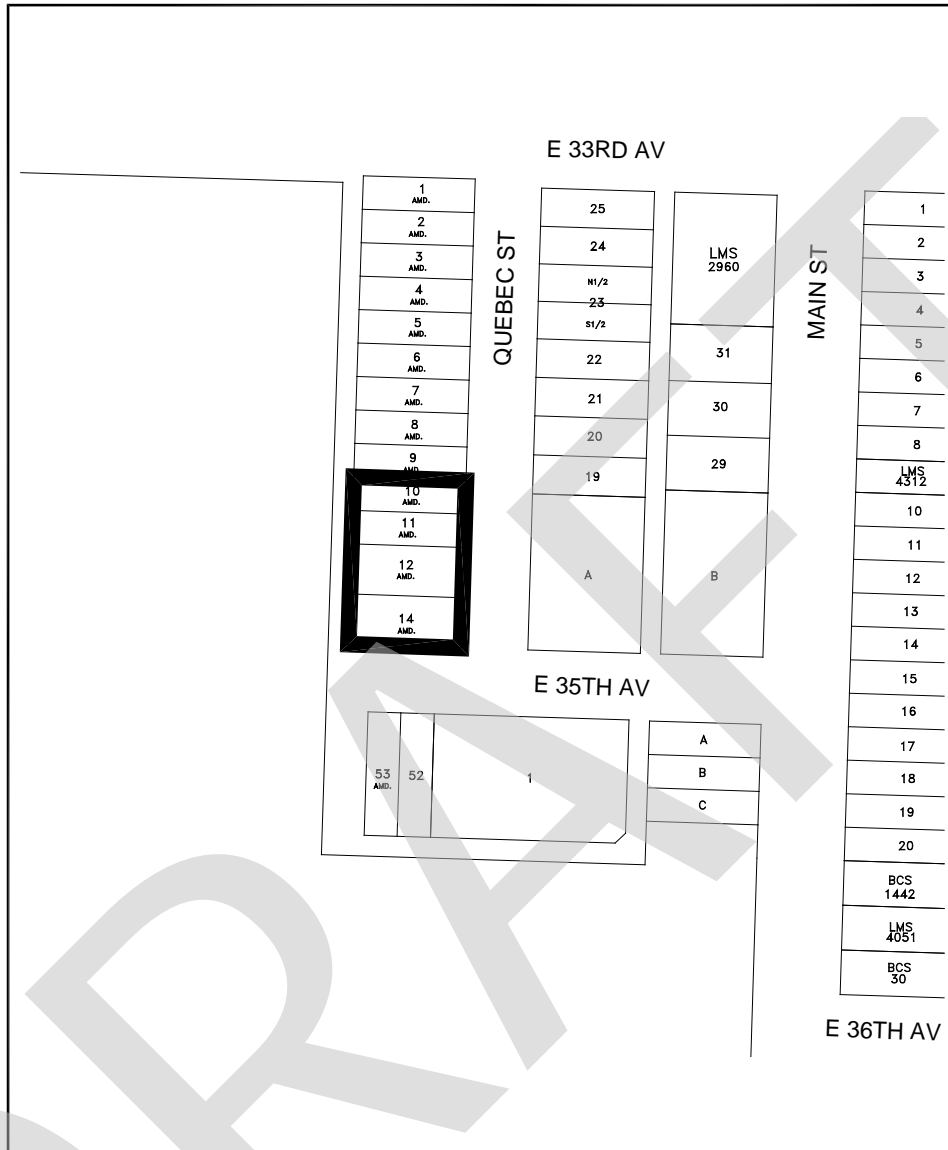 E 33RD AV
QUEBEC ST
MAIN ST
1
AMD.
2
AMD.
3
AMD.
4
AMD.
5
AMD.
6
AMD.
7
AMD.
8
AMD.
9
AMD.
10
AMD.
11
AMD.
12
AMD.
14
AMD.
25
24
N1/2
23
S1/2
22
21
20
19
A
LMS
2960
31
30
29
B
1
2
3
4
5
6
7
8
LMS
4312
10
11
12
13
14
15
16
17
18
19
20
BCS
1442
LMS
4051
BCS
30
E 35TH AV
53
AMD.
52
1
A
B
C
E 36TH AV
DRAFT